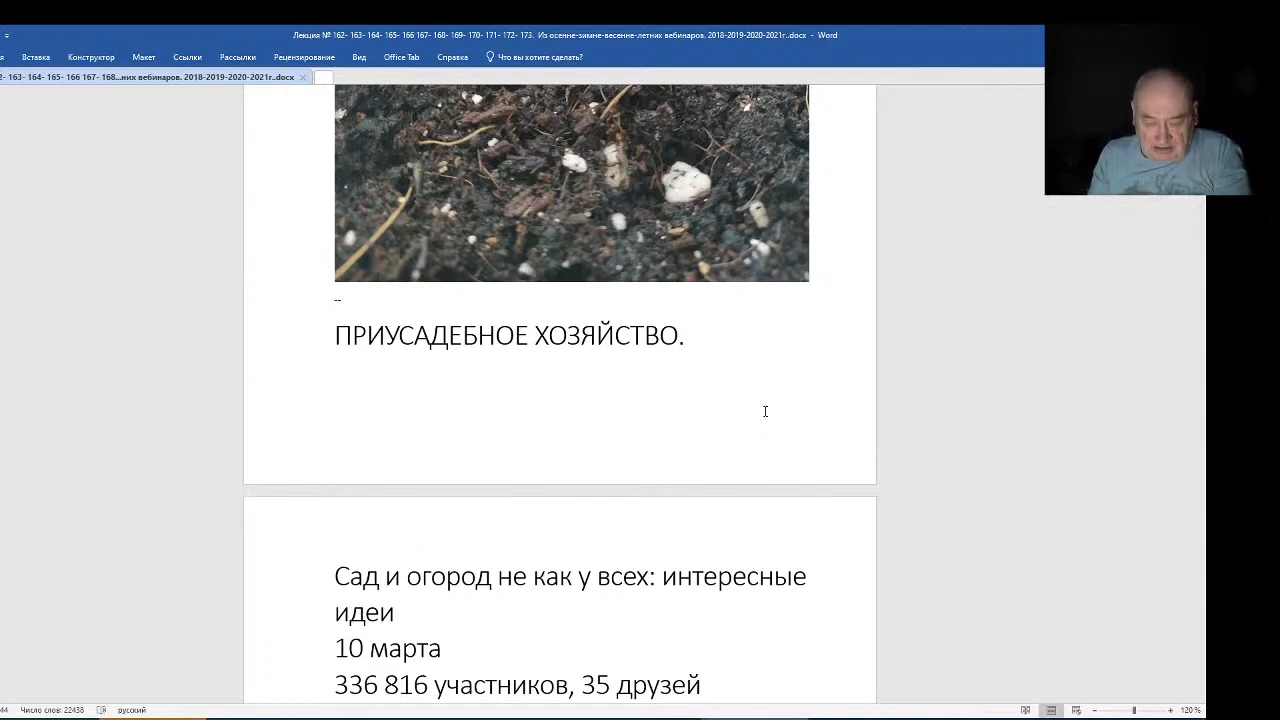 Лекция № 162- 163- 164- 165- 166 167- 168- 169- 170- 171- 172- 173.  Из осенне-зимне-весенне-летних вебинаров. 2018-2019-2020-2021г..docx  -  Word
Вставка Конструктор Макет Ссылки Рассылки Рецензирование Вид Office Tab Справка Что вы хотите сделать?
2- 163- 164- 165- 166 167- 168...них вебинаров. 2018-2019-2020-2021г..docx
--
ПРИУСАДЕБНОЕ ХОЗЯЙСТВО.
Сад и огород не как у всех: интересные
идеи
10 марта
336 816 участников, 35 друзей
44 Число слов: 22438 русский 120 %